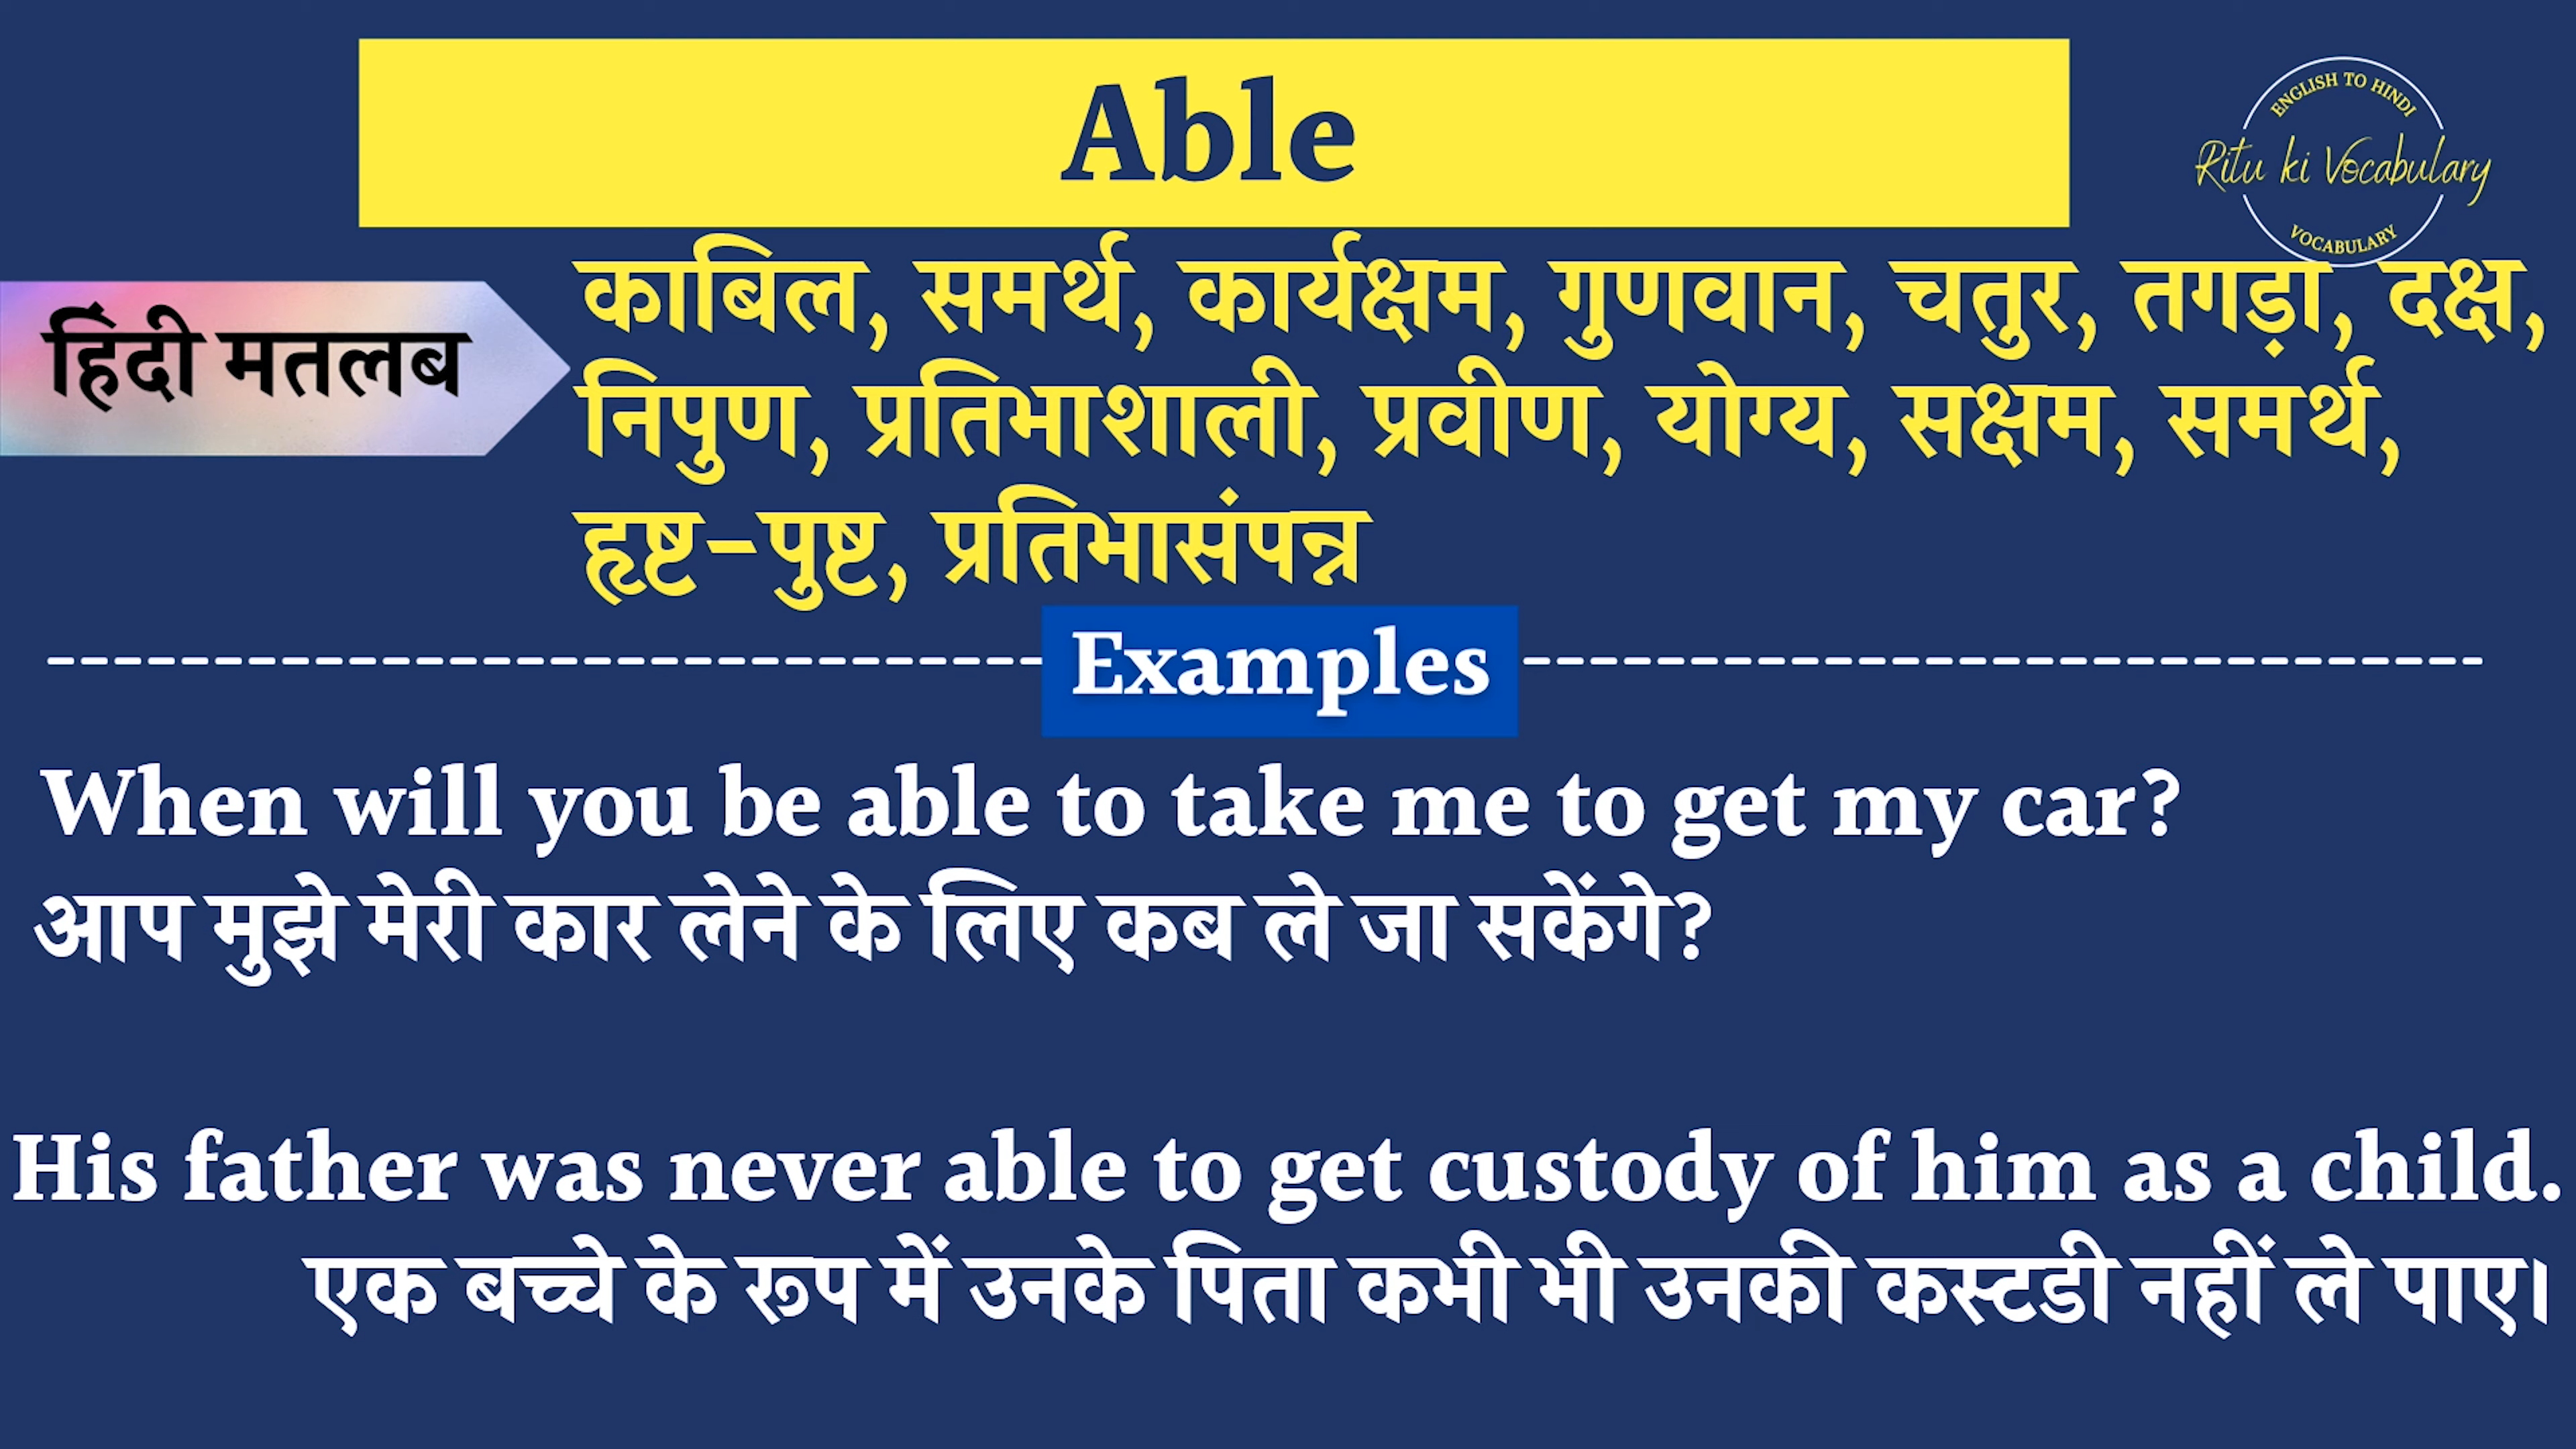 Able
ENGLISH TO HINDI
Ritu ki Vocabulary
VOCABULARY
हिंदी मतलब
काबिल, समर्थ, कार्यक्षम, गुणवान, चतुर, तगड़ा, दक्ष,
निपुण, प्रतिभाशाली, प्रवीण, योग्य, सक्षम, समर्थ,
हृष्ट-पुष्ट, प्रतिभासंपन्न
Examples
When will you be able to take me to get my car?
आप मुझे मेरी कार लेने के लिए कब ले जा सकेंगे?
His father was never able to get custody of him as a child.
एक बच्चे के रूप में उनके पिता कभी भी उनकी कस्टडी नहीं ले पाए।